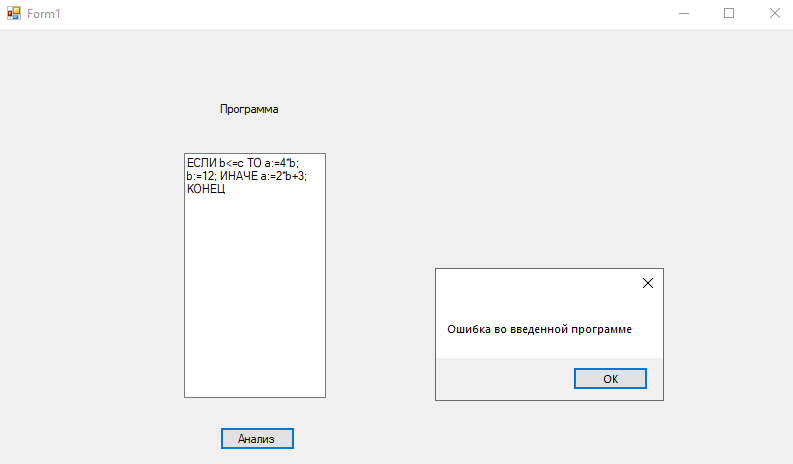 Form1
Программа
ЕСЛИ b<=c ТО a:=4*b;
b:=12; ИНАЧЕ a:=2*b+3;
КОНЕЦ
Ошибка во введенной программе
OK
Анализ